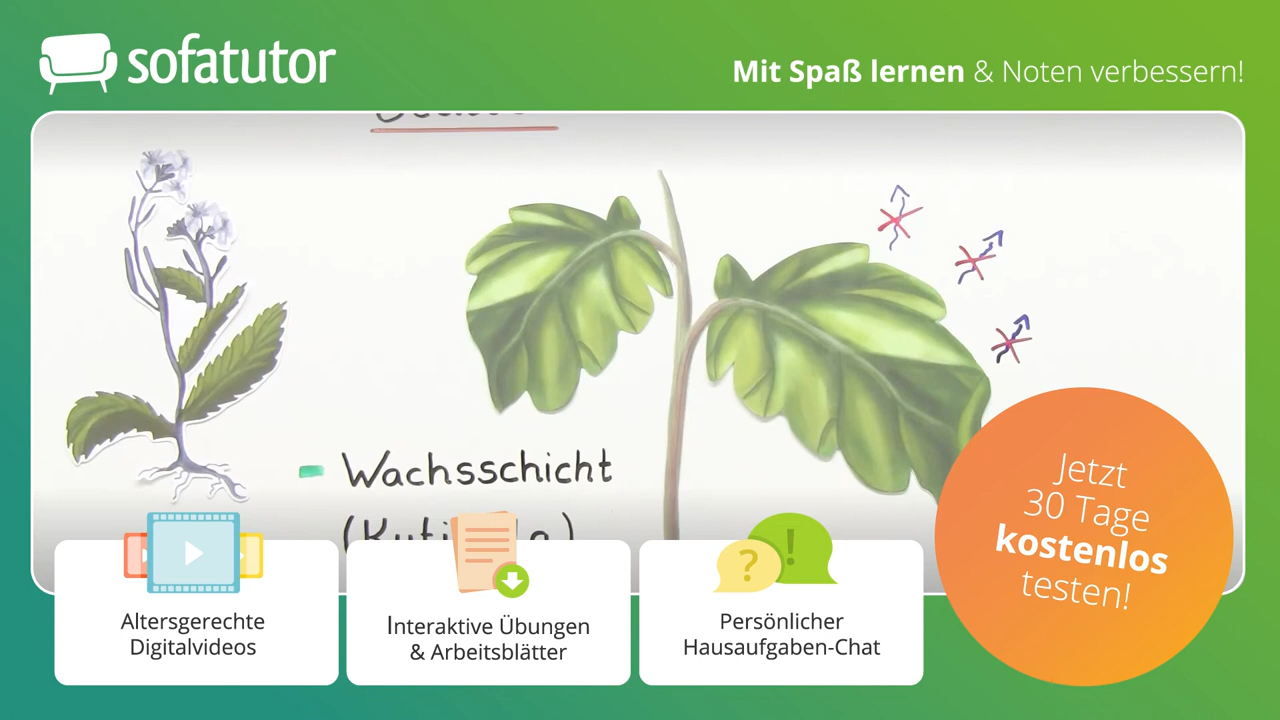 sofatutor
Mit Spaß lernen & Noten verbessern!
Wachsschicht
Jetzt
30 Tage
kostenlos
testen!
?
!
Altersgerechte
Digitalvideos
Interaktive Übungen
& Arbeitsblätter
Persönlicher
Hausaufgaben-Chat